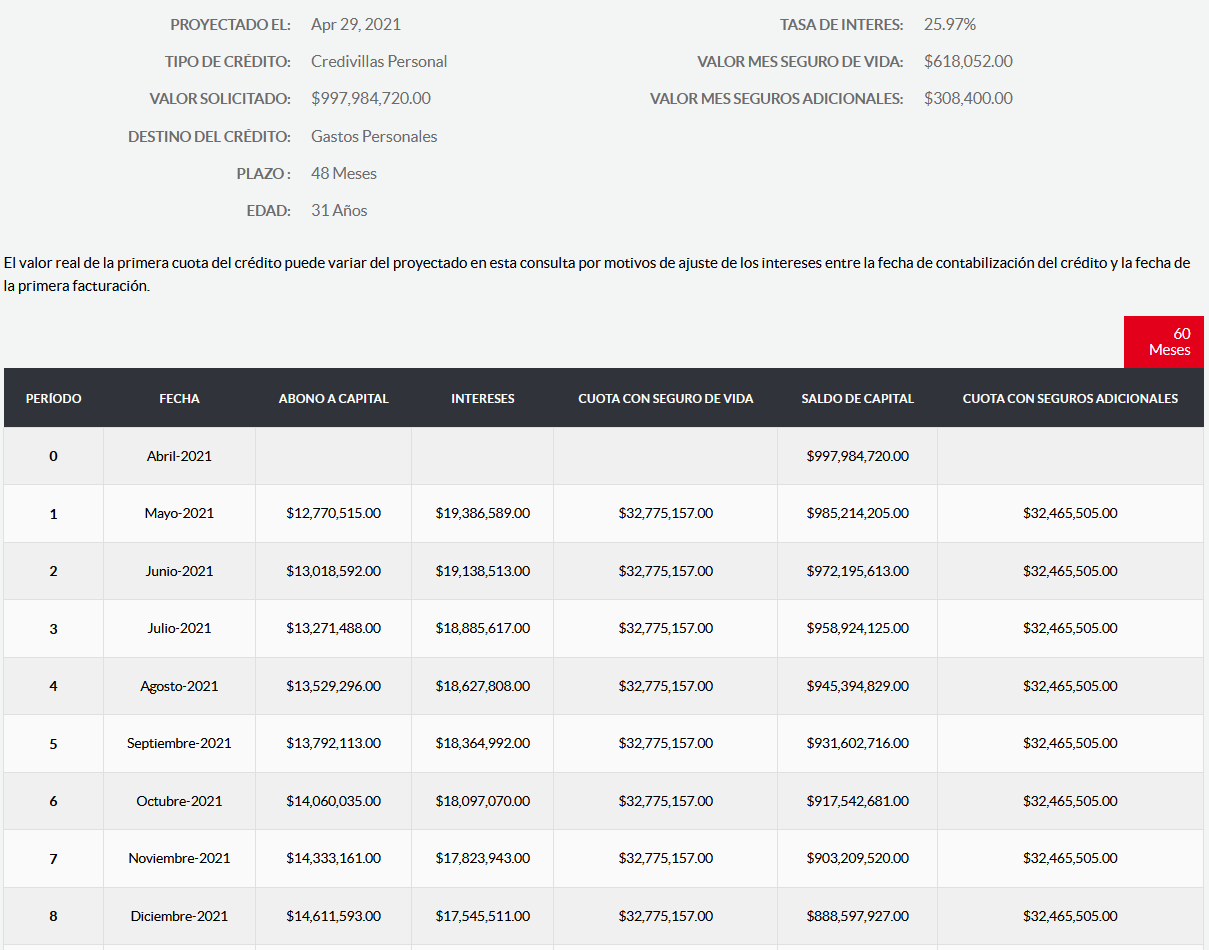 PROYECTADO EL: Apr 29, 2021 TASA DE INTERES: 25.97%
TIPO DE CRÉDITO: Credivillas Personal VALOR MES SEGURO DE VIDA: $618,052.00
VALOR SOLICITADO: $997,984,720.00 VALOR MES SEGUROS ADICIONALES: $308,400.00
DESTINO DEL CRÉDITO: Gastos Personales
PLAZO : 48 Meses
EDAD: 31 Años
El valor real de la primera cuota del crédito puede variar del proyectado en esta consulta por motivos de ajuste de los intereses entre la fecha de contabilización del crédito y la fecha de
la primera facturación.
60
Meses
PERÍODO FECHA ABONO A CAPITAL INTERESES CUOTA CON SEGURO DE VIDA SALDO DE CAPITAL CUOTA CON SEGUROS ADICIONALES
0 Abril-2021 $997,984,720.00
1 Mayo-2021 $12,770,515.00 $19,386,589.00 $32,775,157.00 $985,214,205.00 $32,465,505.00
2 Junio-2021 $13,018,592.00 $19,138,513.00 $32,775,157.00 $972,195,613.00 $32,465,505.00
3 Julio-2021 $13,271,488.00 $18,885,617.00 $32,775,157.00 $958,924,125.00 $32,465,505.00
4 Agosto-2021 $13,529,296.00 $18,627,808.00 $32,775,157.00 $945,394,829.00 $32,465,505.00
5 Septiembre-2021 $13,792,113.00 $18,364,992.00 $32,775,157.00 $931,602,716.00 $32,465,505.00
6 Octubre-2021 $14,060,035.00 $18,097,070.00 $32,775,157.00 $917,542,681.00 $32,465,505.00
7 Noviembre-2021 $14,333,161.00 $17,823,943.00 $32,775,157.00 $903,209,520.00 $32,465,505.00
8 Diciembre-2021 $14,611,593.00 $17,545,511.00 $32,775,157.00 $888,597,927.00 $32,465,505.00